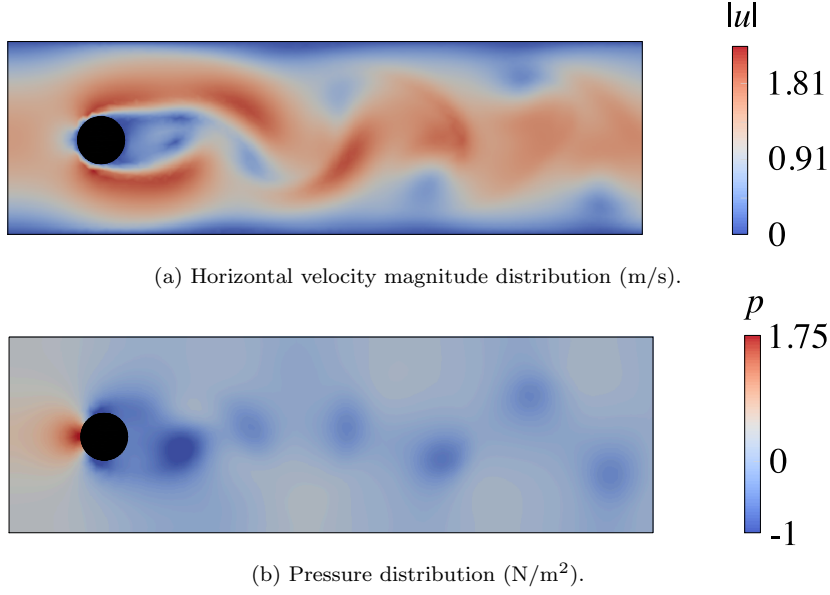 |u|
1.81
0.91
0
(a) Horizontal velocity magnitude distribution (m/s).
p
1.75
0
-1
(b) Pressure distribution (N/m²).